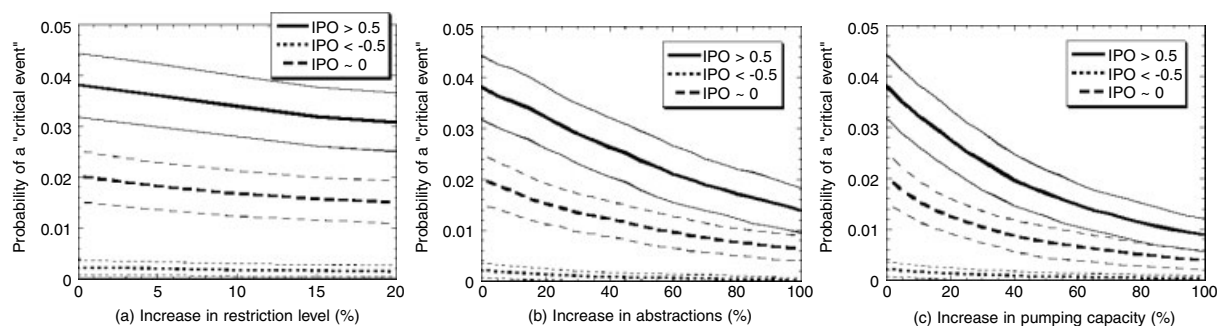 0.05
0.04
0.03
0.02
0.01
0
Probability of a "critical event"
IPO > 0.5
IPO < -0.5
IPO ~ 0
0 5 10 15 20
(a) Increase in restriction level (%)
0.05
0.04
0.03
0.02
0.01
0
Probability of a "critical event"
IPO > 0.5
IPO < -0.5
IPO ~ 0
0 20 40 60 80 100
(b) Increase in abstractions (%)
0.05
0.04
0.03
0.02
0.01
0
Probability of a "critical event"
IPO > 0.5
IPO < -0.5
IPO ~ 0
0 20 40 60 80 100
(c) Increase in pumping capacity (%)